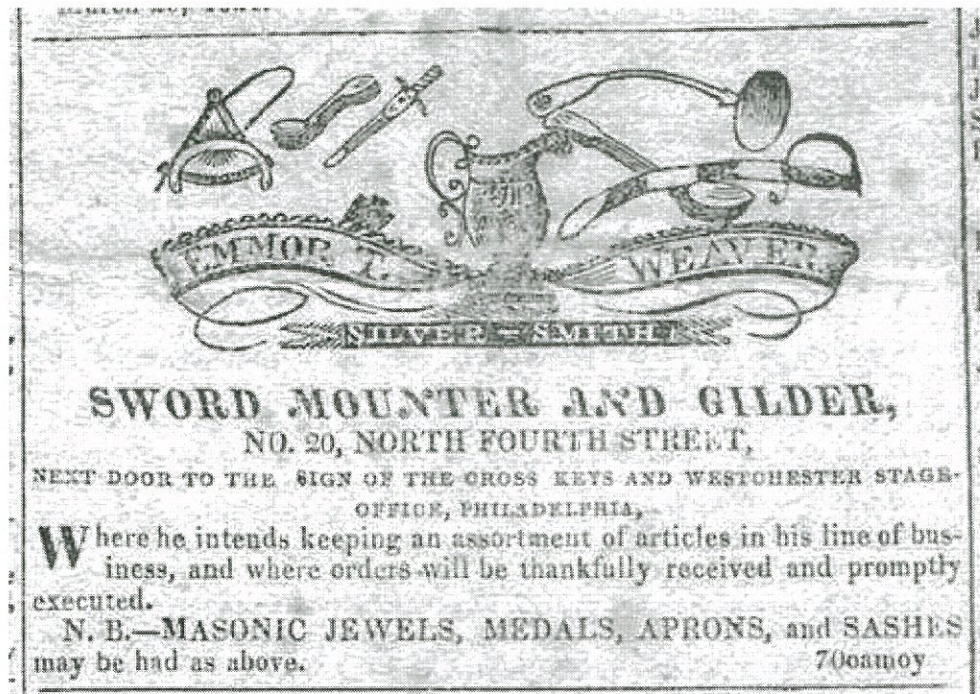 EMMOR T. WEAVER.
SILVER-SMITH
SWORD MOUNTER AND GILDER,
NO. 20, NORTH FOURTH STREET,
NEXT DOOR TO THE SIGN OF THE CROSS KEYS AND WESTCHESTER STAGE-
OFFICE, PHILADELPHIA,
Where he intends keeping an assortment of articles in his line of bus-
iness, and where orders will be thankfully received and promptly
executed.
N. B.—MASONIC JEWELS, MEDALS, APRONS, and SASHES
may be had as above. 70oamoy